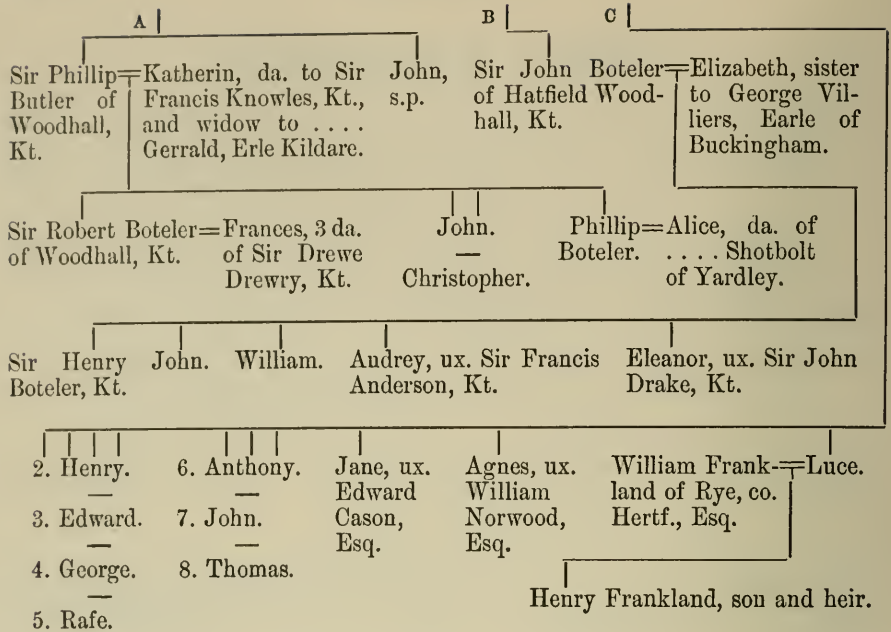 A B C
Sir Phillip=Katherin, da. to Sir
Butler of Francis Knowles, Kt.,
Woodhall, and widow to . . . .
Kt. Gerrald, Erle Kildare.
John,
s.p.
Sir John Boteler=Elizabeth, sister
of Hatfield Wood- to George Vil-
hall, Kt. liers, Earle of
Buckingham.
Sir Robert Boteler=Frances, 3 da.
of Woodhall, Kt. of Sir Drewe
Drewry, Kt.
John.
—
Christopher.
Phillip=Alice, da. of
Boteler. . . . . Shotbolt
of Yardley.
Sir Henry
Boteler, Kt.
John.
William.
Audrey, ux. Sir Francis
Anderson, Kt.
Eleanor, ux. Sir John
Drake, Kt.
2. Henry.
—
3. Edward.
—
4. George.
—
5. Rafe.
6. Anthony.
—
7. John.
—
8. Thomas.
Jane, ux.
Edward
Cason,
Esq.
Agnes, ux.
William
Norwood,
Esq.
William Frank-=Luce.
land of Rye, co.
Hertf., Esq.
Henry Frankland, son and heir.